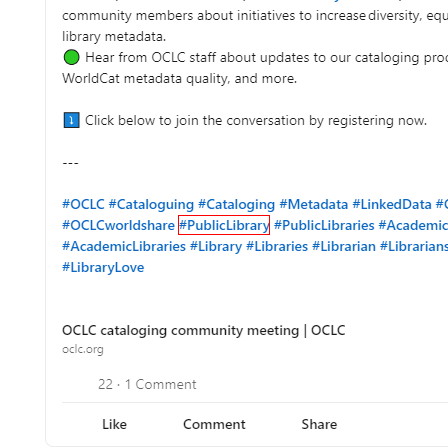 community members about initiatives to increase diversity, equ
library metadata.
Hear from OCLC staff about updates to our cataloging prod
WorldCat metadata quality, and more.
Click below to join the conversation by registering now.
---
#OCLC #Cataloguing #Cataloging #Metadata #LinkedData #
#OCLCworldshare #PublicLibrary #PublicLibraries #Academic
#AcademicLibraries #Library #Libraries #Librarian #Librarians
#LibraryLove
OCLC cataloging community meeting | OCLC
oclc.org
22 · 1 Comment
Like Comment Share